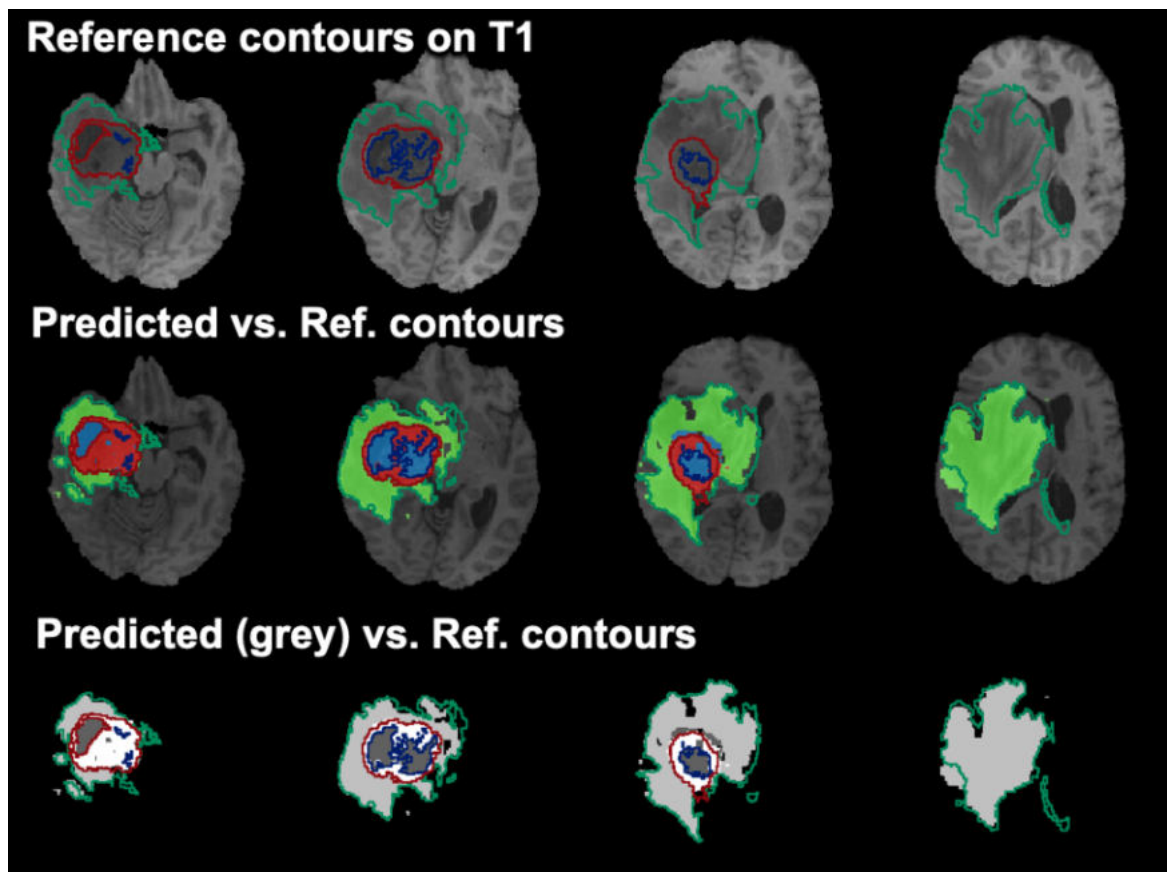 Reference contours on T1
Predicted vs. Ref. contours
Predicted (grey) vs. Ref. contours